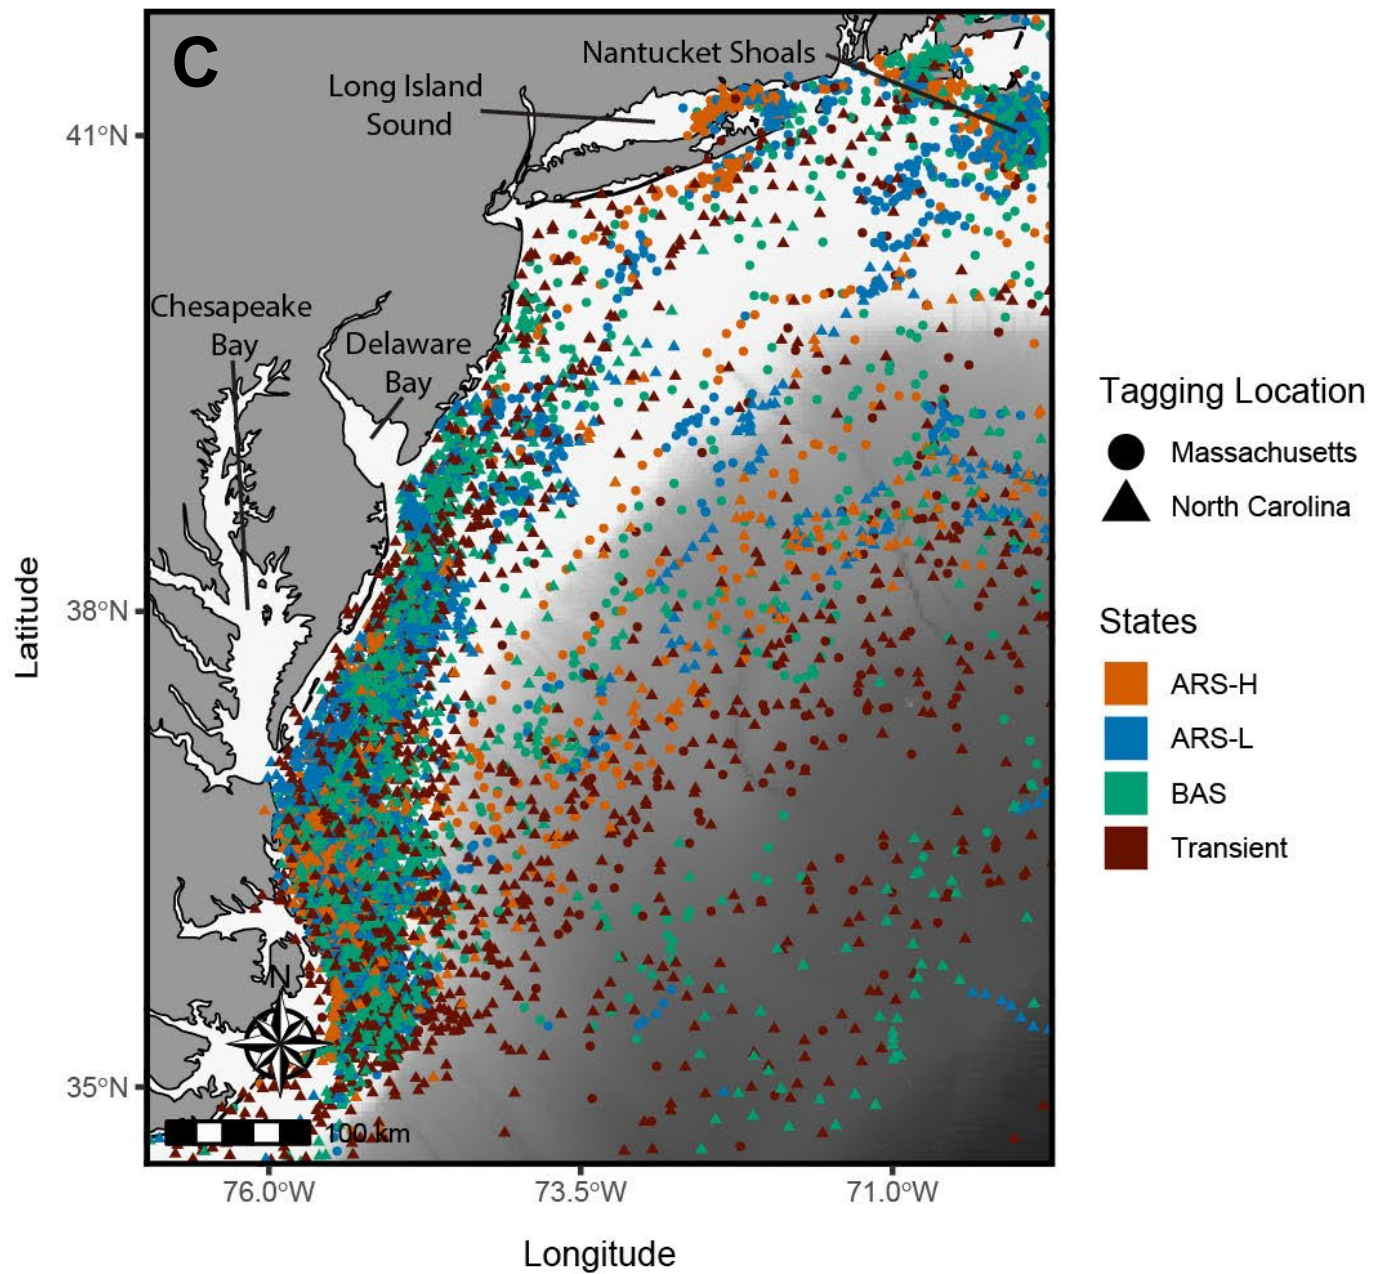 C
Nantucket Shoals
Long Island
Sound
41°N
Chesapeake
Bay
Delaware
Bay
Tagging Location
Massachusetts
North Carolina
Latitude
38°N
States
ARS-H
ARS-L
BAS
Transient
N
35°N
100 km
76.0°W
73.5°W
71.0°W
Longitude